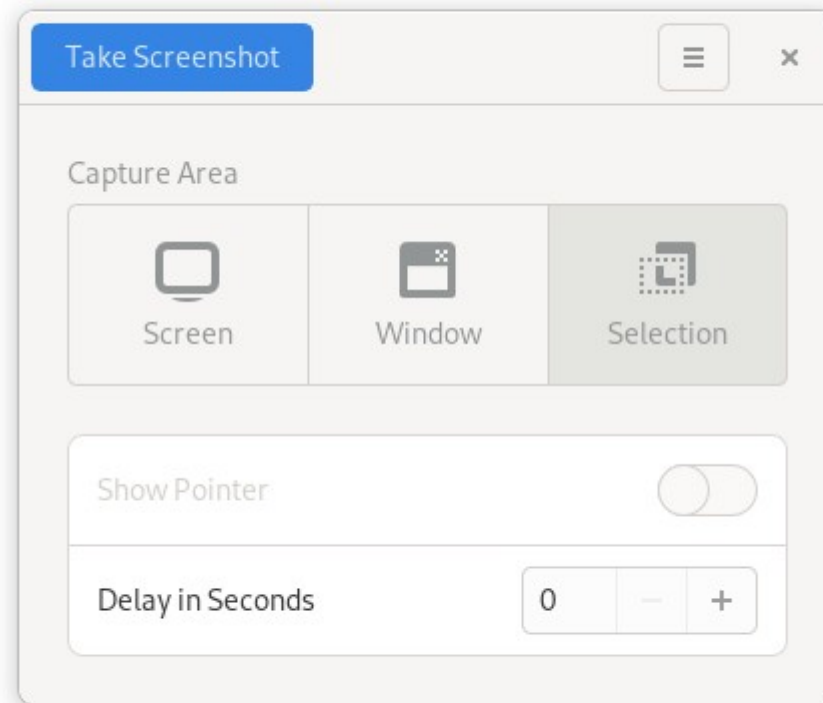 Take Screenshot
Capture Area
Screen Window Selection
Show Pointer
Delay in Seconds 0